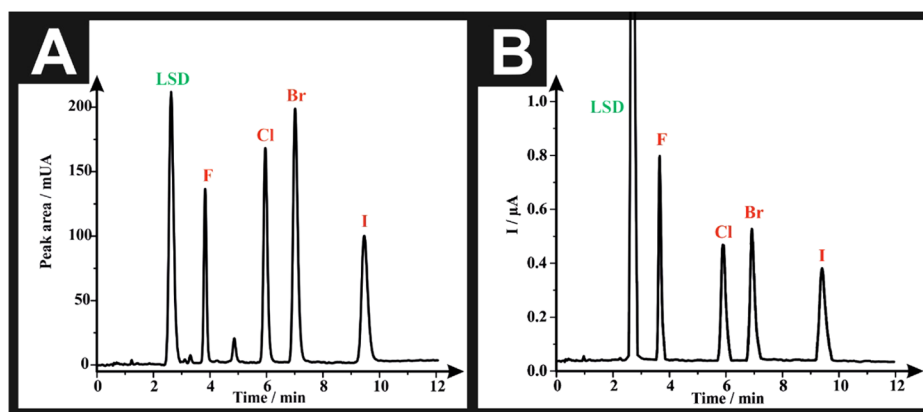 A
LSD
F
Cl
Br
I
200
150
100
50
0
Peak area / mUA
0 2 4 6 8 10 12
Time / min
B
LSD
F
Cl
Br
I
1.0
0.8
0.6
0.4
0.2
0.0
I / µA
0 2 4 6 8 10 12
Time / min